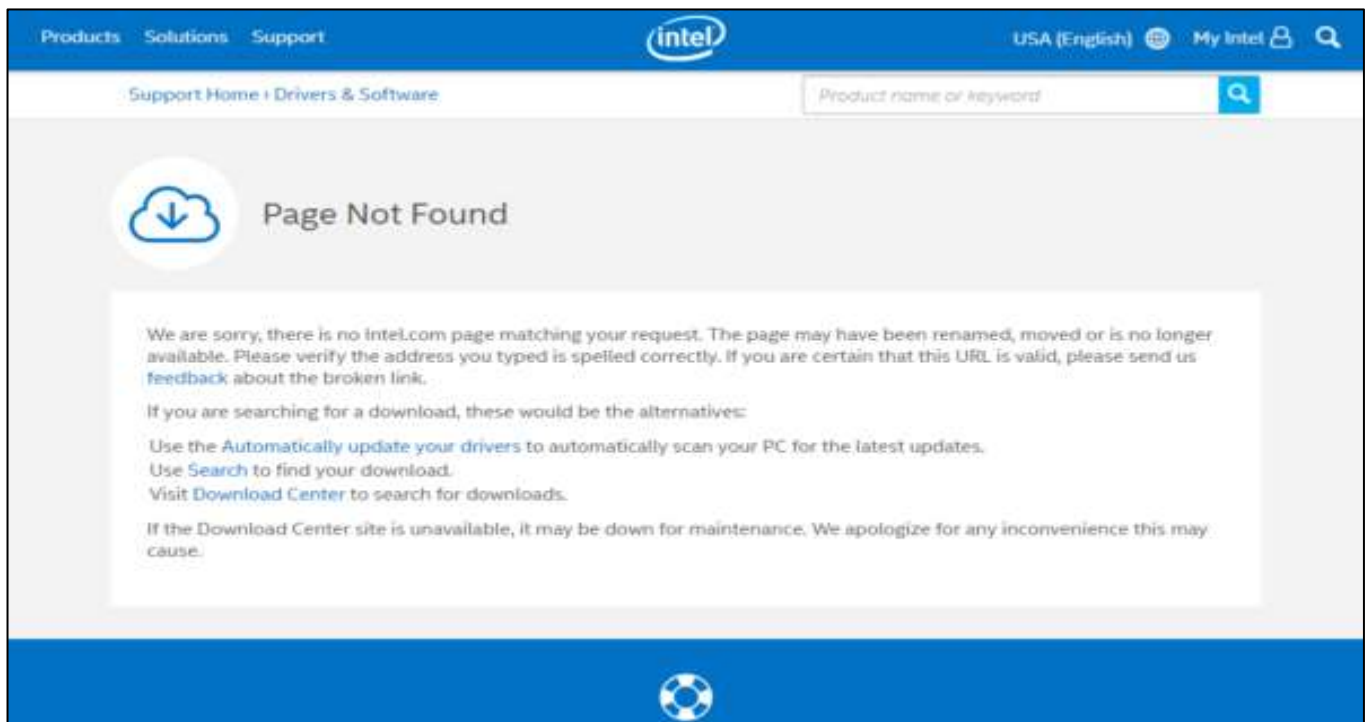 Products Solutions Support intel USA (English) My Intel
Support Home › Drivers & Software Product name or keyword
Page Not Found
We are sorry, there is no Intel.com page matching your request. The page may have been renamed, moved or is no longer
available. Please verify the address you typed is spelled correctly. If you are certain that this URL is valid, please send us
feedback about the broken link.
If you are searching for a download, these would be the alternatives:
Use the Automatically update your drivers to automatically scan your PC for the latest updates.
Use Search to find your download.
Visit Download Center to search for downloads.
If the Download Center site is unavailable, it may be down for maintenance. We apologize for any inconvenience this may
cause.